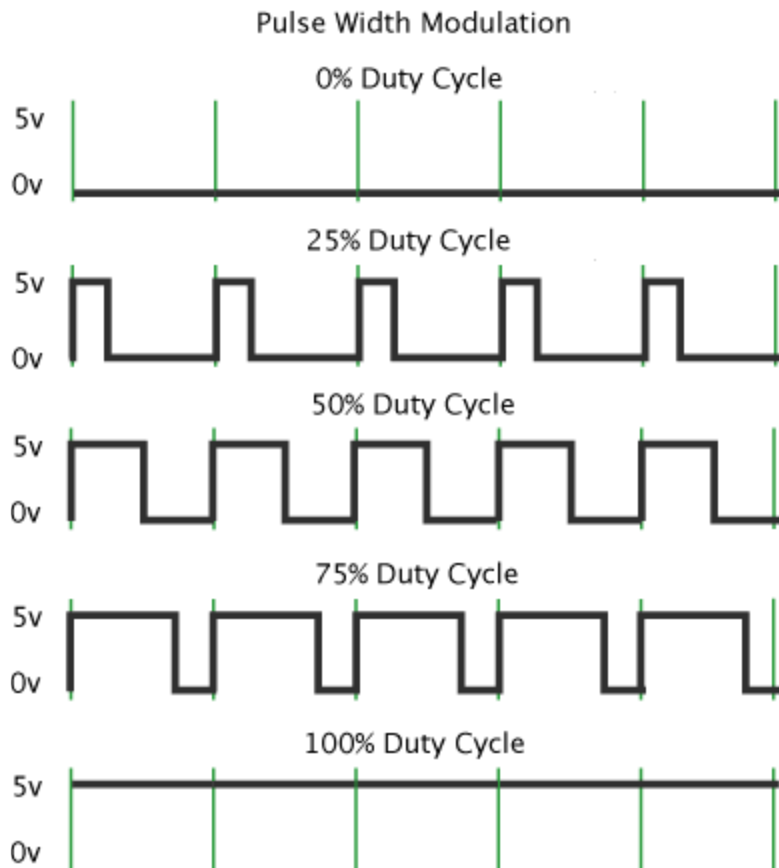 Pulse Width Modulation
0% Duty Cycle
5v
0v
25% Duty Cycle
5v
0v
50% Duty Cycle
5v
0v
75% Duty Cycle
5v
0v
100% Duty Cycle
5v
0v